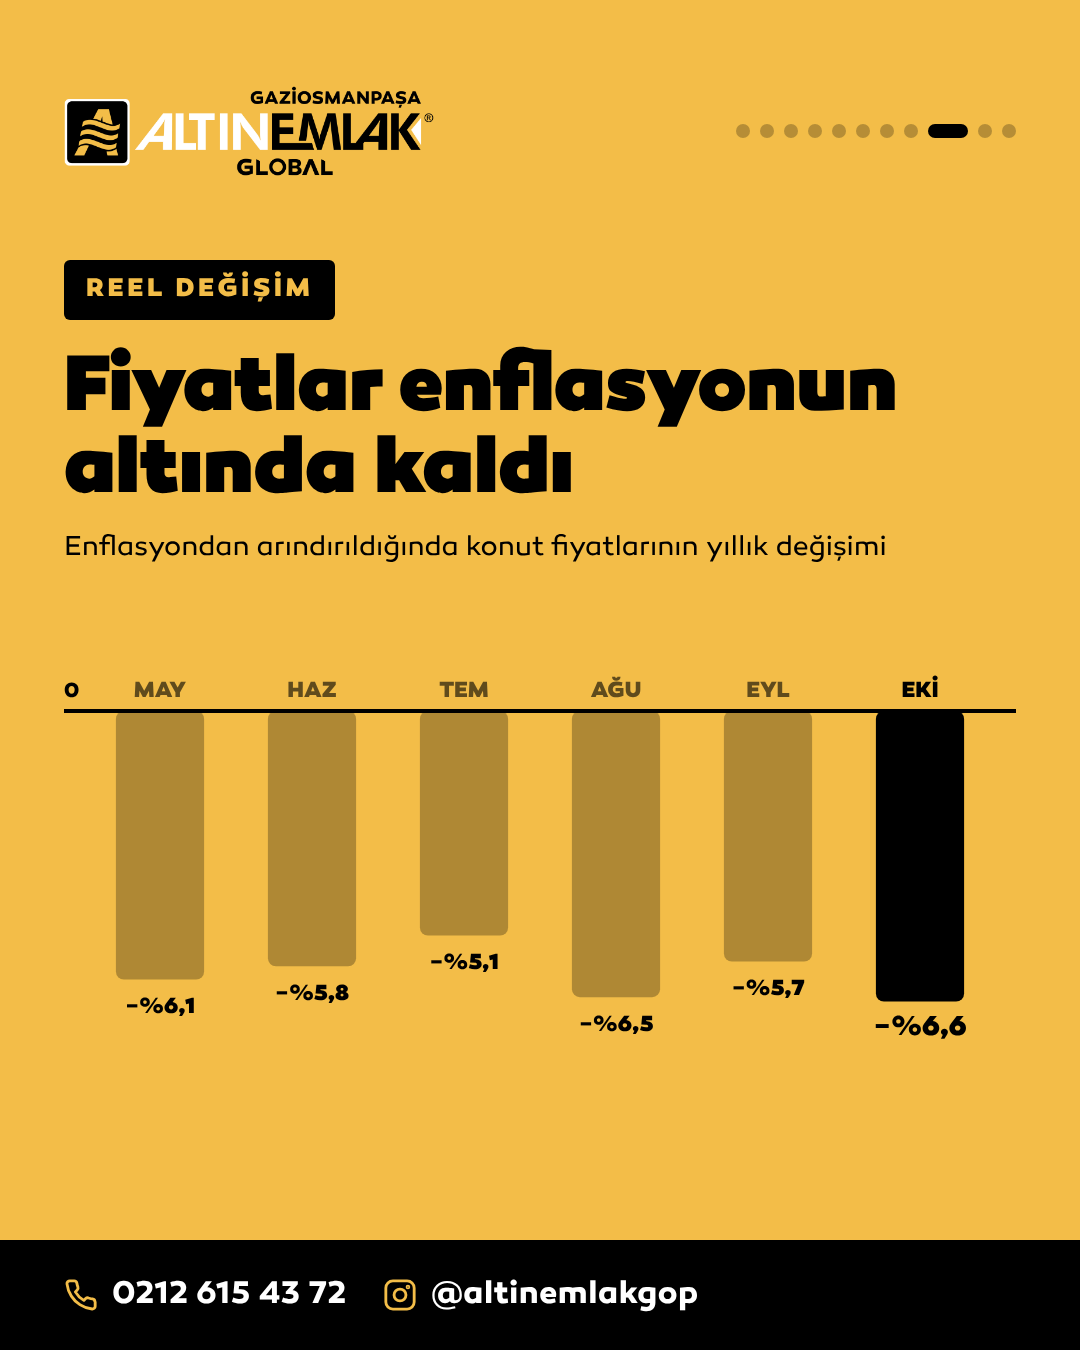 GAZİOSMANPAŞA
ALTINEMLAK®
GLOBAL
REEL DEĞİŞİM
Fiyatlar enflasyonun
altında kaldı
Enflasyondan arındırıldığında konut fiyatlarının yıllık değişimi
0 MAY HAZ TEM AĞU EYL EKİ
-%6,1 -%5,8 -%5,1 -%6,5 -%5,7 -%6,6
0212 615 43 72 @altinemlakgop